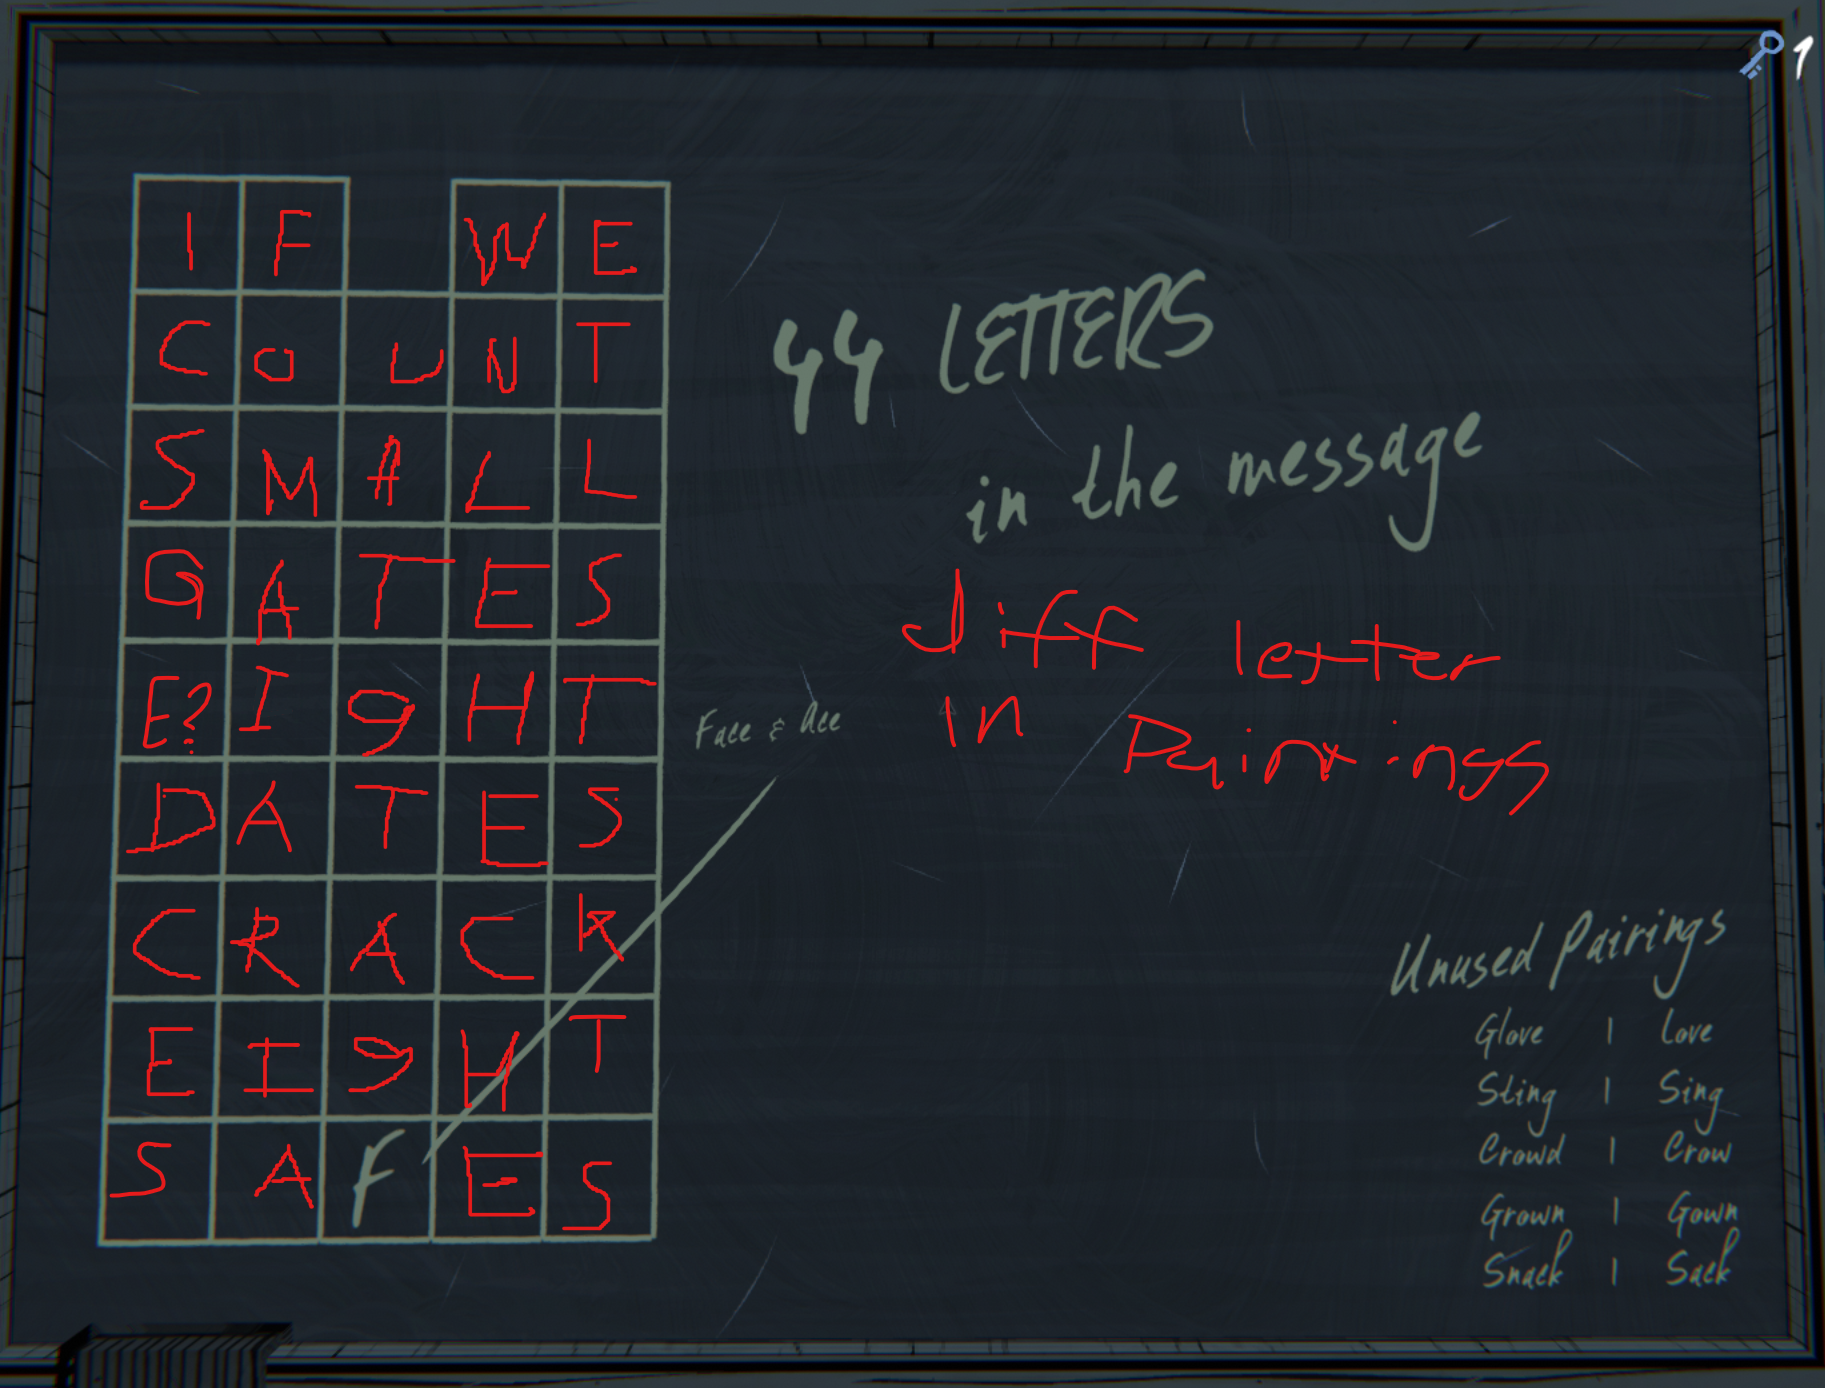 1
I F W E
C O U N T
S M A L L
G A T E S
E? I g H T
D A T E S
C R A C K
E I g H T
S A F E S
44 LETTERS
in the message
diff letter
in Pairings
Face & Ace
Unused Pairings
Glove | Love
Sting | Sing
Crowd | Crow
Grown | Gown
Snack | Sack